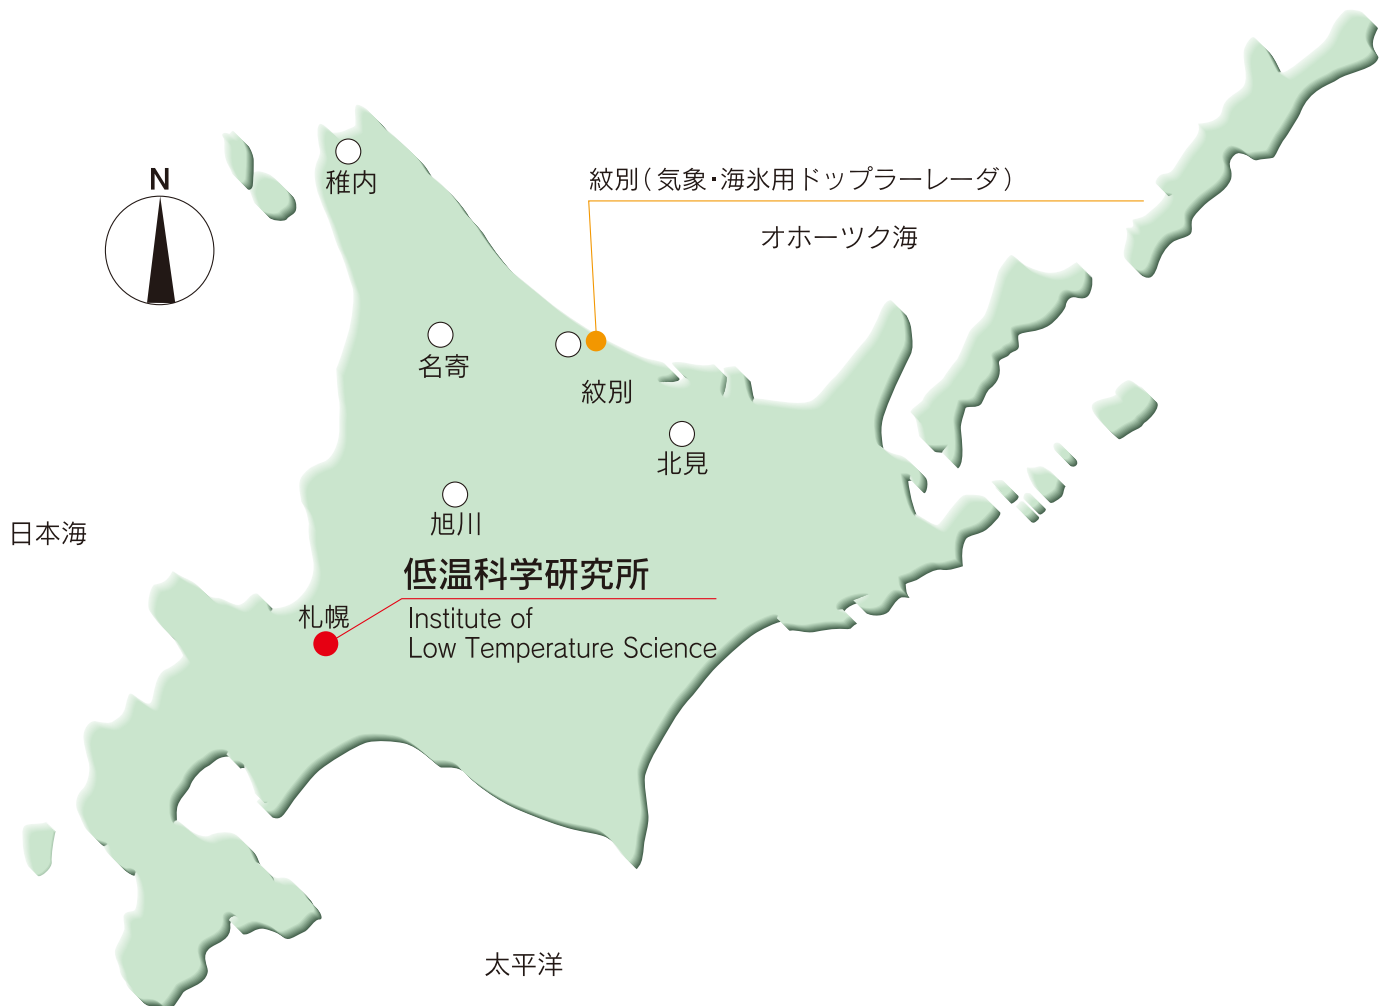 N
稚内
紋別(気象・海氷用ドップラーレーダ)
オホーツク海
名寄
紋別
北見
旭川
日本海
低温科学研究所
札幌
Institute of
Low Temperature Science
太平洋